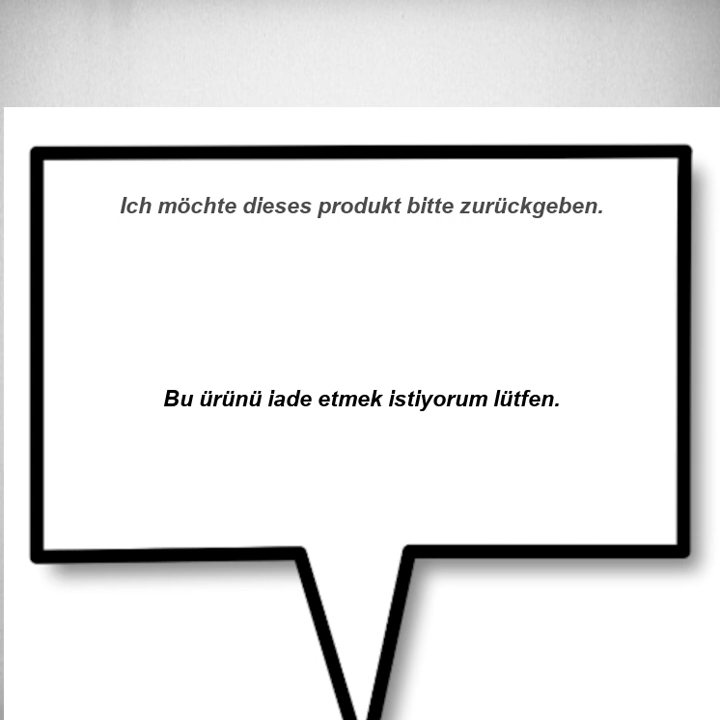 Ich möchte dieses produkt bitte zurückgeben.
Bu ürünü iade etmek istiyorum lütfen.